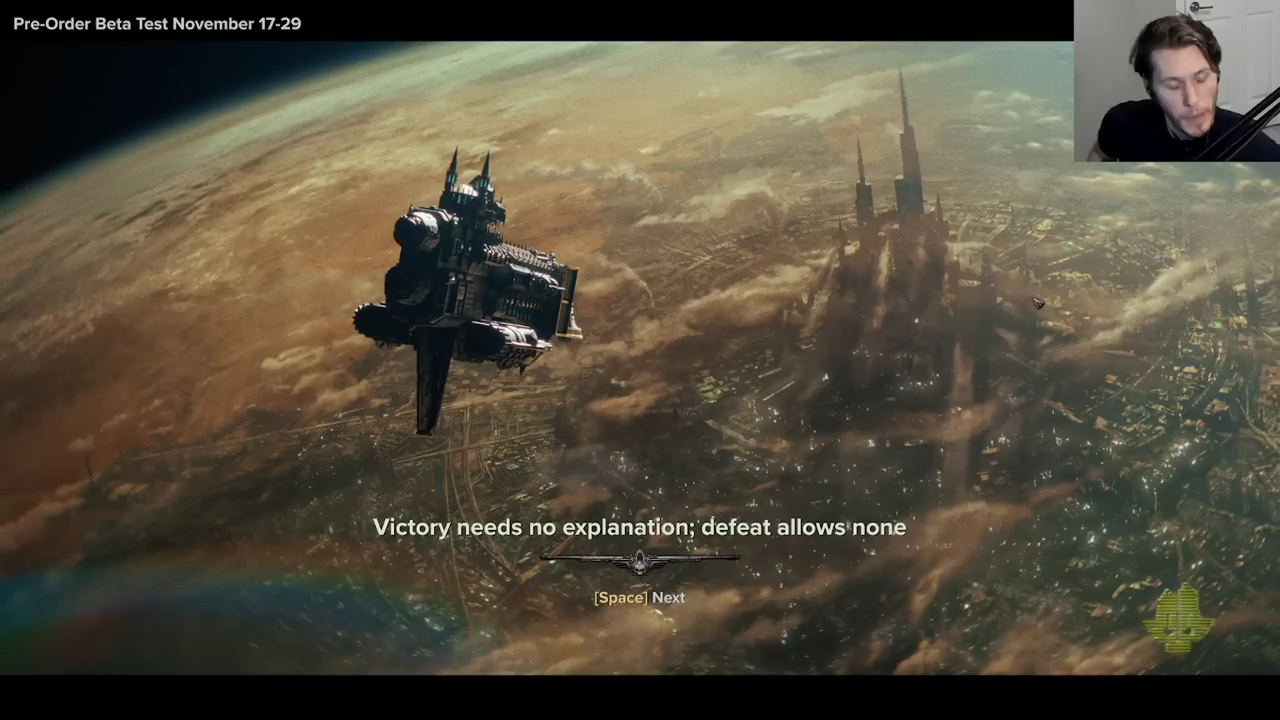 Pre-Order Beta Test November 17-29
Victory needs no explanation; defeat allows none
[Space] Next